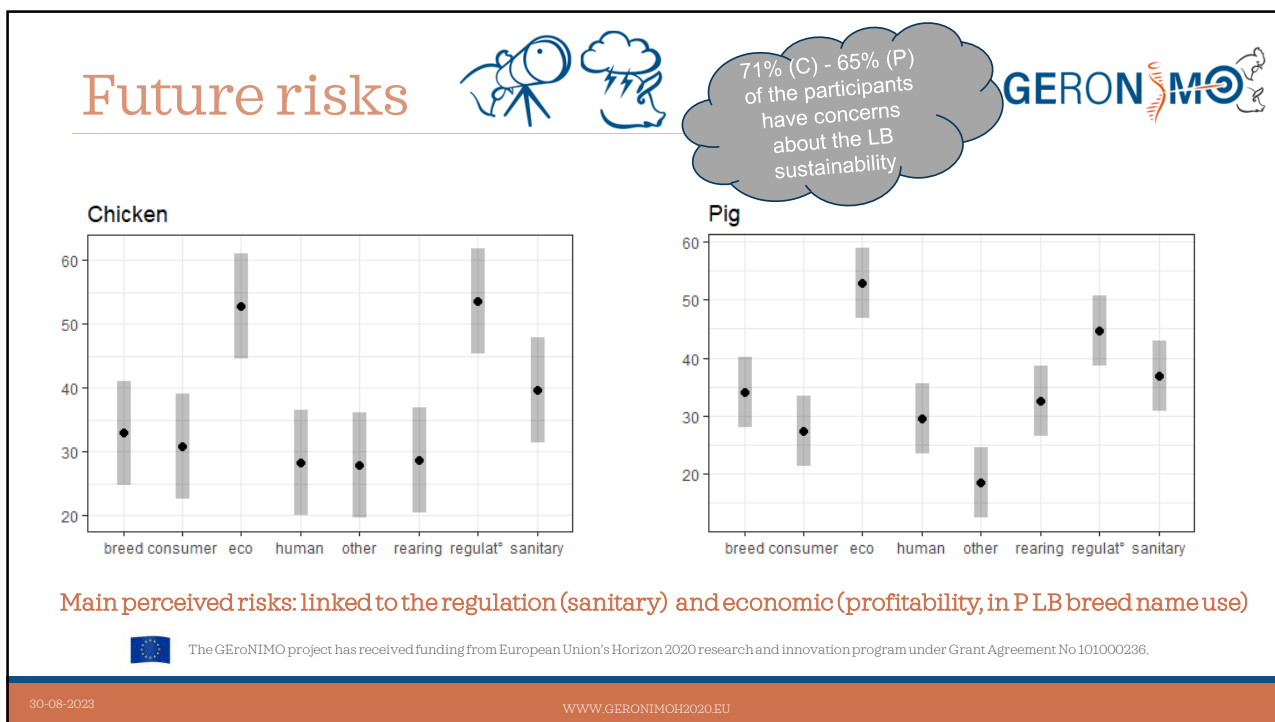 Future risks
71% (C) - 65% (P)
of the participants
have concerns
about the LB
sustainability
GERONIMO
Chicken
60
50
40
30
20
breed consumer eco human other rearing regulat° sanitary
Pig
60
50
40
30
20
breed consumer eco human other rearing regulat° sanitary
Main perceived risks: linked to the regulation (sanitary) and economic (profitability, in P LB breed name use)
The GEroNIMO project has received funding from European Union's Horizon 2020 research and innovation program under Grant Agreement No 101000236.
30-08-2023
WWW.GERONIMOH2020.EU